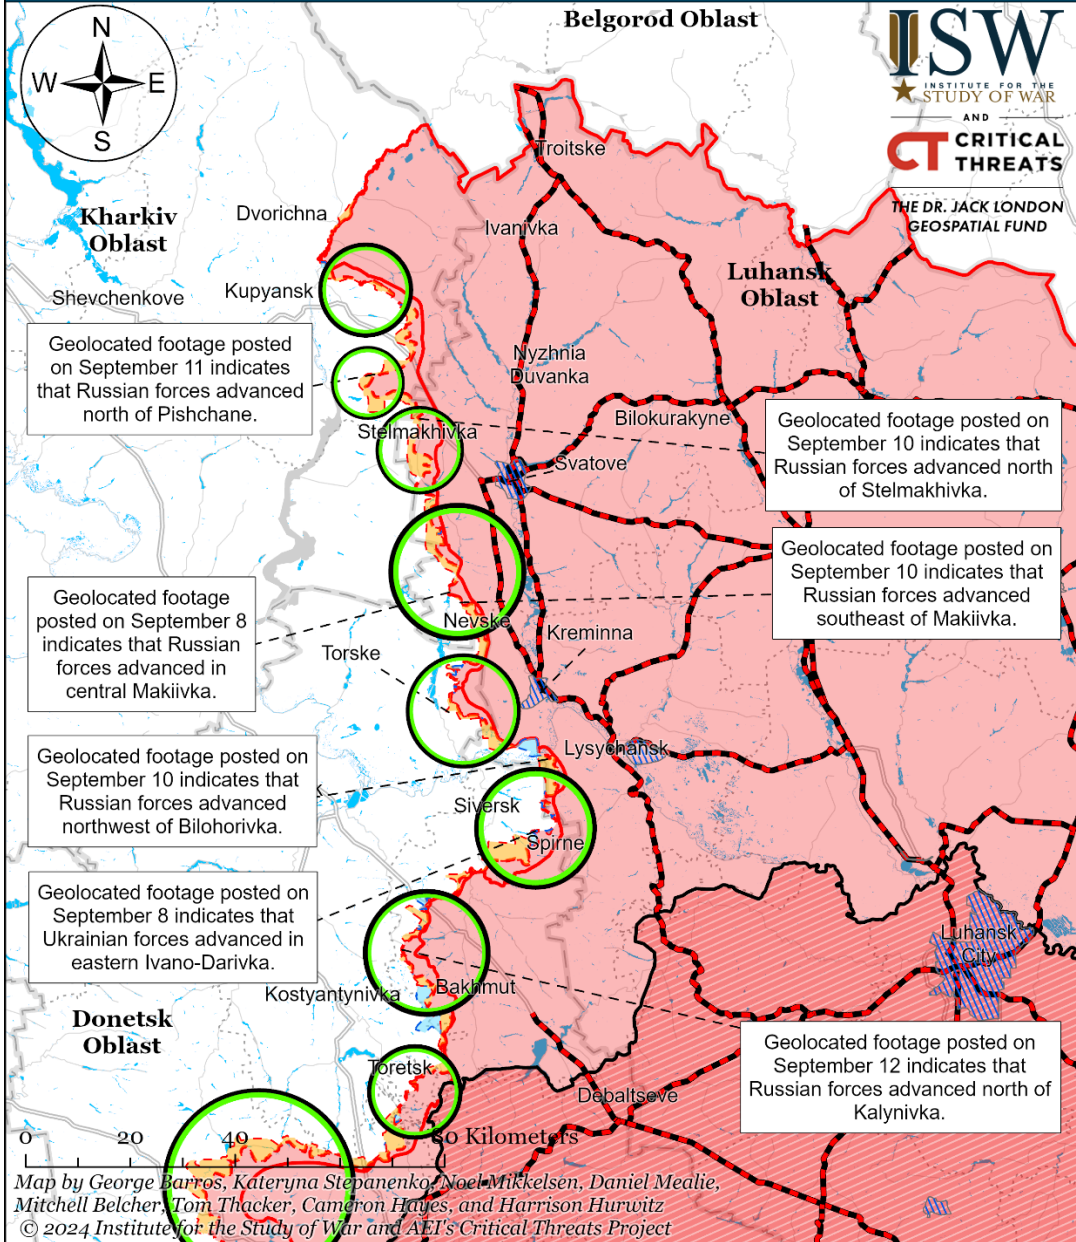 Belgorod Oblast
N
W
E
S
ISW
INSTITUTE FOR THE
STUDY OF WAR
AND
CT CRITICAL
THREATS
THE DR. JACK LONDON
GEOSPATIAL FUND
Troitske
Dvorichna
Kharkiv
Oblast
Ivanivka
Luhansk
Oblast
Shevchenkove
Kupyansk
Geolocated footage posted
on September 11 indicates
that Russian forces advanced
north of Pishchane.
Nyzhnia
Duvanka
Bilokurakyne
Stelmakhivka
Svatove
Geolocated footage posted on
September 10 indicates that
Russian forces advanced north
of Stelmakhivka.
Geolocated footage posted on
September 10 indicates that
Russian forces advanced
southeast of Makiivka.
Geolocated footage
posted on September 8
indicates that Russian
forces advanced in
central Makiivka.
Nevske
Kreminna
Torske
Geolocated footage posted on
September 10 indicates that
Russian forces advanced
northwest of Bilohorivka.
Lysychansk
Siversk
Spirne
Geolocated footage posted on
September 8 indicates that
Ukrainian forces advanced in
eastern Ivano-Darivka.
Luhansk
City
Kostyantynivka
Bakhmut
Donetsk
Oblast
Geolocated footage posted on
September 12 indicates that
Russian forces advanced north of
Kalynivka.
Toretsk
Debaltseve
0 20 40 80 Kilometers
Map by George Barros, Kateryna Stepanenko, Noel Mikkelsen, Daniel Mealie,
Mitchell Belcher, Tom Thacker, Cameron Hayes, and Harrison Hurwitz
© 2024 Institute for the Study of War and AEI's Critical Threats Project